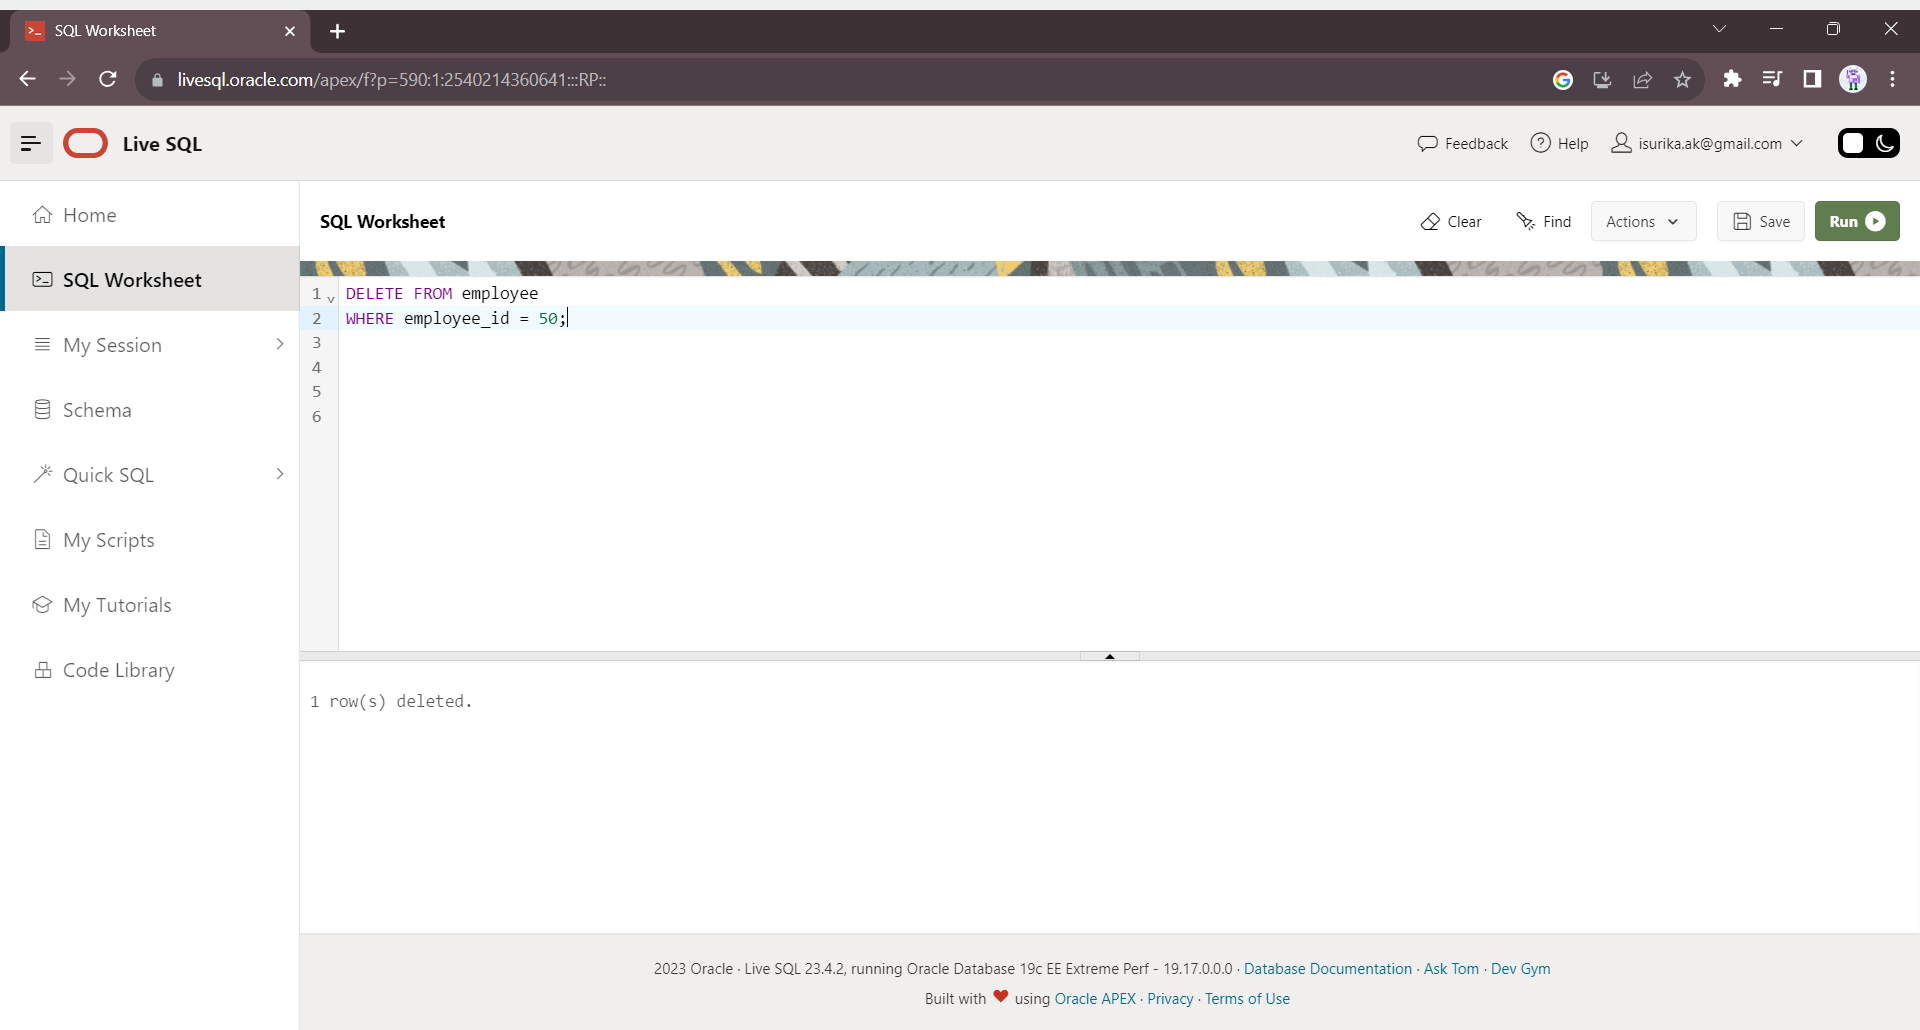 SQL Worksheet
livesql.oracle.com/apex/f?p=590:1:2540214360641:::RP::
Live SQL
Feedback
Help
isurika.ak@gmail.com
Home
SQL Worksheet
My Session
Schema
Quick SQL
My Scripts
My Tutorials
Code Library
SQL Worksheet
Clear
Find
Actions
Save
Run
1 DELETE FROM employee
2 WHERE employee_id = 50;
3
4
5
6
1 row(s) deleted.
2023 Oracle · Live SQL 23.4.2, running Oracle Database 19c EE Extreme Perf - 19.17.0.0.0 · Database Documentation · Ask Tom · Dev Gym
Built with ❤ using Oracle APEX · Privacy · Terms of Use